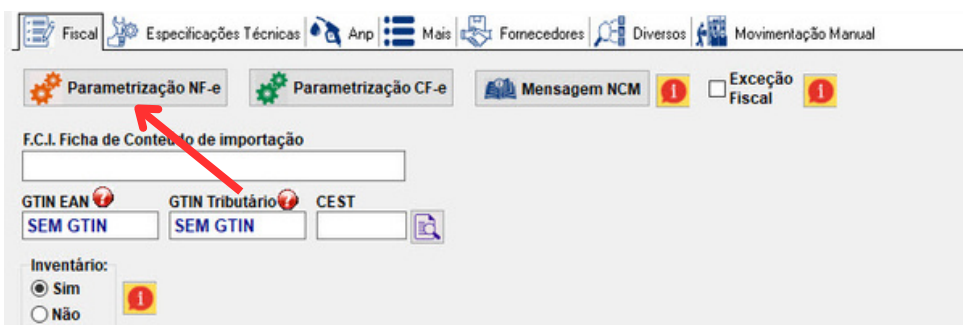 Fiscal Especificações Técnicas Anp Mais Fornecedores Diversos Movimentação Manual
Parametrização NF-e Parametrização CF-e Mensagem NCM Exceção Fiscal
F.C.I. Ficha de Conteúdo de importação
GTIN EAN GTIN Tributário CEST
SEM GTIN SEM GTIN
Inventário:
Sim
Não